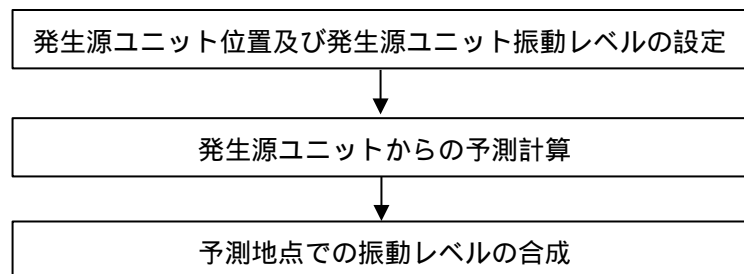 発生源ユニット位置及び発生源ユニット振動レベルの設定
発生源ユニットからの予測計算
予測地点での振動レベルの合成